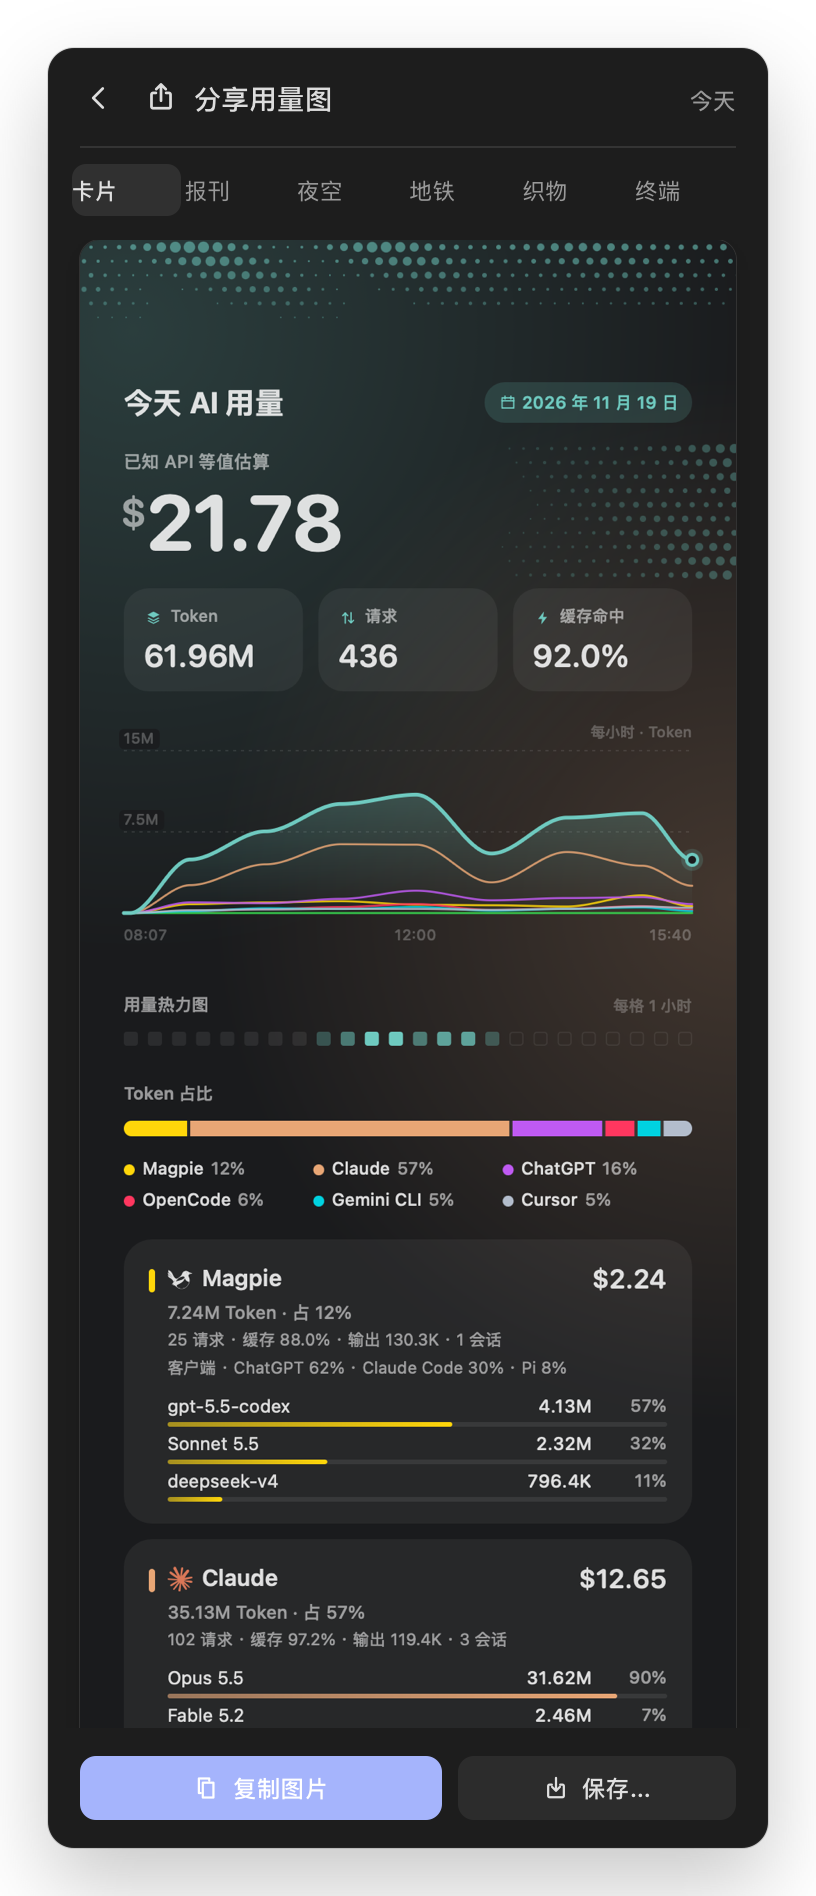 分享用量图
今天
卡片 报刊 夜空 地铁 织物 终端
今天 AI 用量
2026 年 11 月 19 日
已知 API 等值估算
$21.78
Token 请求 缓存命中
61.96M 436 92.0%
每小时 · Token
15M
7.5M
08:07 12:00 15:40
用量热力图 每格 1 小时
Token 占比
Magpie 12% Claude 57% ChatGPT 16%
OpenCode 6% Gemini CLI 5% Cursor 5%
Magpie $2.24
7.24M Token · 占 12%
25 请求 · 缓存 88.0% · 输出 130.3K · 1 会话
客户端 · ChatGPT 62% · Claude Code 30% · Pi 8%
gpt-5.5-codex 4.13M 57%
Sonnet 5.5 2.32M 32%
deepseek-v4 796.4K 11%
Claude $12.65
35.13M Token · 占 57%
102 请求 · 缓存 97.2% · 输出 119.4K · 3 会话
Opus 5.5 31.62M 90%
Fable 5.2 2.46M 7%
复制图片 保存...